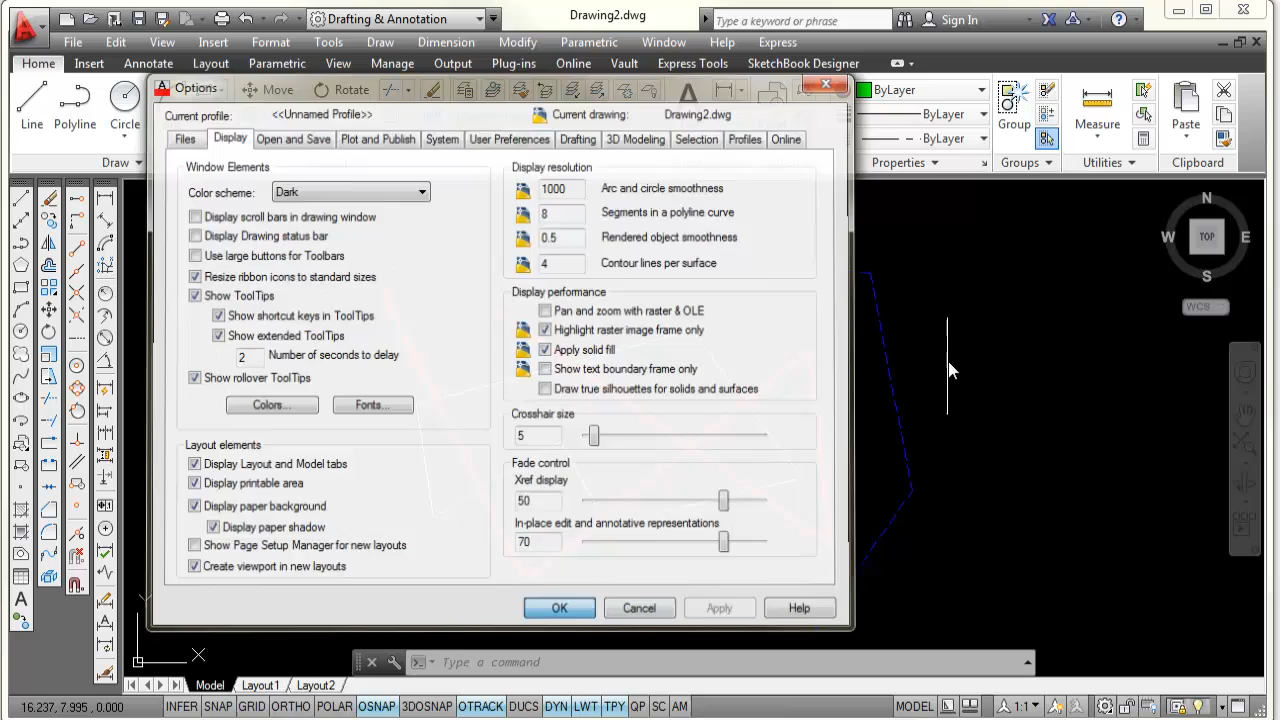 Drafting & Annotation
Drawing2.dwg
Type a keyword or phrase
Sign In
File Edit View Insert Format Tools Draw Dimension Modify Parametric Window Help Express
Home Insert Annotate Layout Parametric View Manage Output Plug-ins Online Vault Express Tools SketchBook Designer
Options
Move
Rotate
ByLayer
ByLayer
ByLayer
Line
Polyline
Circle
Group
Measure
Paste
Draw
Properties
Groups
Utilities
Clipboard
Current profile:
<<Unnamed Profile>>
Current drawing:
Drawing2.dwg
Files Display Open and Save Plot and Publish System User Preferences Drafting 3D Modeling Selection Profiles Online
Window Elements
Color scheme:
Dark
Display scroll bars in drawing window
Display Drawing status bar
Use large buttons for Toolbars
Resize ribbon icons to standard sizes
Show ToolTips
Show shortcut keys in ToolTips
Show extended ToolTips
2 Number of seconds to delay
Show rollover ToolTips
Colors...
Fonts...
Layout elements
Display Layout and Model tabs
Display printable area
Display paper background
Display paper shadow
Show Page Setup Manager for new layouts
Create viewport in new layouts
Display resolution
1000 Arc and circle smoothness
8 Segments in a polyline curve
0.5 Rendered object smoothness
4 Contour lines per surface
Display performance
Pan and zoom with raster & OLE
Highlight raster image frame only
Apply solid fill
Show text boundary frame only
Draw true silhouettes for solids and surfaces
Crosshair size
5
Fade control
Xref display
50
In-place edit and annotative representations
70
OK
Cancel
Apply
Help
N
W
TOP
E
S
WCS
Type a command
Model Layout1 Layout2
16.237, 7.995, 0.000 INFER SNAP GRID ORTHO POLAR OSNAP 3DOSNAP OTRACK DUCS DYN LWT TPY QP SC AM MODEL 1:1